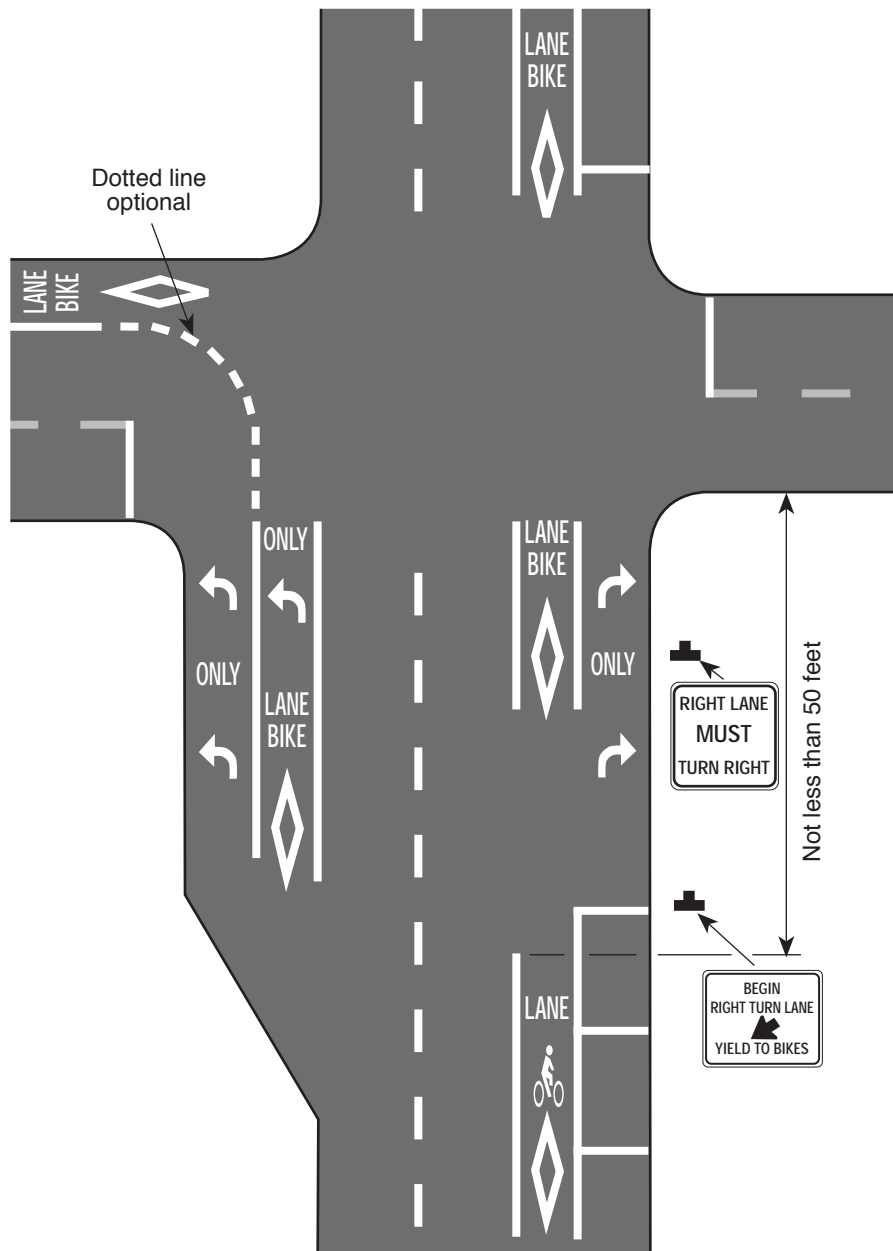 LANE
BIKE
Dotted line
optional
LANE
BIKE
ONLY
LANE
BIKE
ONLY
ONLY
LANE
BIKE
RIGHT LANE
MUST
TURN RIGHT
Not less than 50 feet
BEGIN
RIGHT TURN LANE
YIELD TO BIKES
LANE